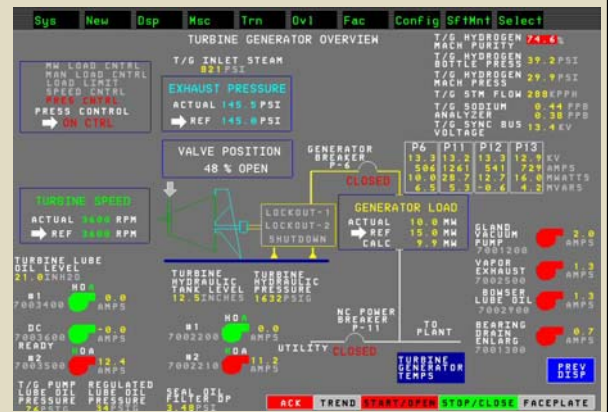 Sys New Dsp Msc Trn Ovl Fac Config SftMnt Select
TURBINE GENERATOR OVERVIEW
MW LOAD CNTRL
MAN LOAD CNTRL
LOAD LIMIT
SPEED CNTRL
PRES CNTRL
PRESS CONTROL
ON CTRL
T/G INLET STEAM
821 PSI
EXHAUST PRESSURE
ACTUAL 145.5 PSI
REF 145.0 PSI
VALVE POSITION
48 % OPEN
T/G HYDROGEN
MACH PURITY 74.6%
T/G HYDROGEN
BOTTLE PRESS 39.2 PSI
T/G HYDROGEN
MACH PRESS 29.9 PSI
T/G STM FLOW 288 KPPH
T/G SODIUM 0.44 PPB
ANALYZER 0.38 PPB
T/G SYNC BUS
VOLTAGE 13.4 KV
P6 P11 P12 P13
13.3 13.2 13.3 12.9 KV
506 1261 541 729 AMPS
10.0 28.7 12.7 16.0 MWATTS
6.5 5.3 -0.6 4.2 MVARS
GENERATOR
BREAKER
P-6
CLOSED
TURBINE SPEED
ACTUAL 3600 RPM
REF 3600 RPM
LOCKOUT-1
LOCKOUT-2
SHUTDOWN
GENERATOR LOAD
ACTUAL 10.0 MW
REF 15.0 MW
CALC 9.9 MW
GLAND
VACUUM
PUMP
7001200
2.0
AMPS
VAPOR
EXHAUST
7002500
1.3
AMPS
BOWSER
LUBE OIL
7002900
1.3
AMPS
BEARING
DRAIN
ENLARG
7001300
0.7
AMPS
TURBINE LUBE
OIL LEVEL
21.0 INH2O
HOA
#1
7003400
0.0
AMPS
DC
7003600
READY
-0.0
AMPS
HOA
#2
7003500
12.4
AMPS
TURBINE
HYDRAULIC
TANK LEVEL
12.5 INCHES
TURBINE
HYDRAULIC
PRESSURE
1632 PSIG
HOA
#1
7002200
0.0
AMPS
HOA
#2
7002210
11.2
AMPS
NC POWER
BREAKER
P-11
UTILITY
CLOSED
TO
PLANT
TURBINE
GENERATOR
TEMPS
PREV
DISP
T/G PUMP
LUBE OIL
PRESSURE
REGULATED
LUBE OIL
PRESSURE
SEAL OIL
FILTER DP
3.48 PSI
ACK TREND START/OPEN STOP/CLOSE FACEPLATE